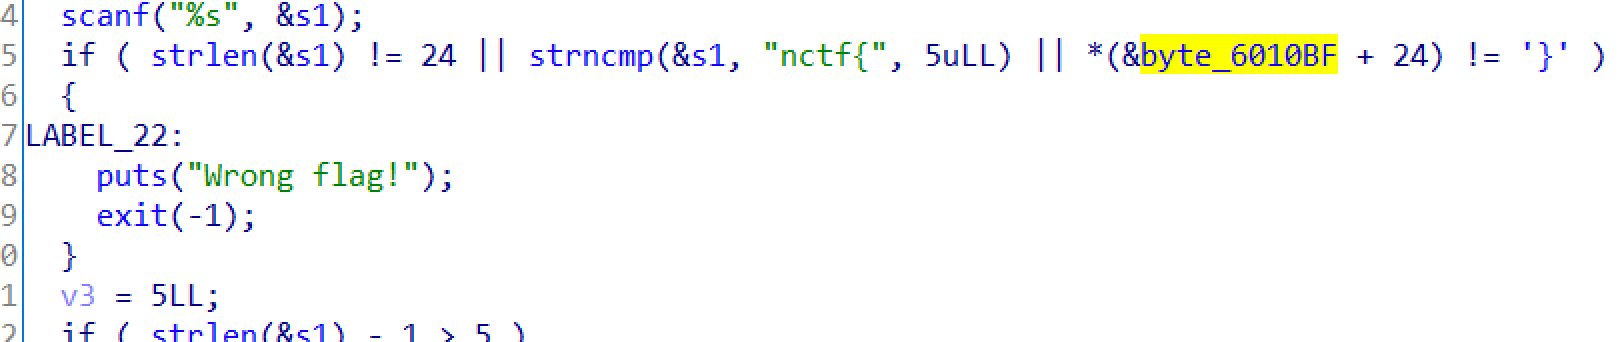 4 scanf("%s", &s1);
5 if ( strlen(&s1) != 24 || strncmp(&s1, "nctf{", 5uLL) || *(&byte_6010BF + 24) != '}' )
6 {
7 LABEL_22:
8 puts("Wrong flag!");
9 exit(-1);
0 }
1 v3 = 5LL;
2 if ( strlen(&s1) - 1 > 5 )